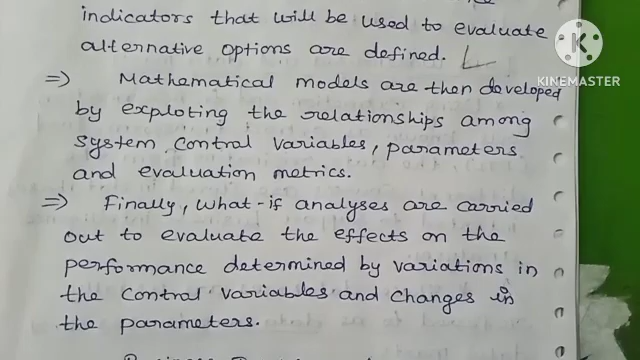 indicators that will be used to evaluate
alternative options are defined.
KINEMASTER
=> Mathematical models are then developed
by exploting the relationships among
system control variables, parameters
and evaluation metrics.
=> Finally, what-if analyses are carried
out to evaluate the effects on the
performance determined by variations in
the control variables and changes in
the parameters.